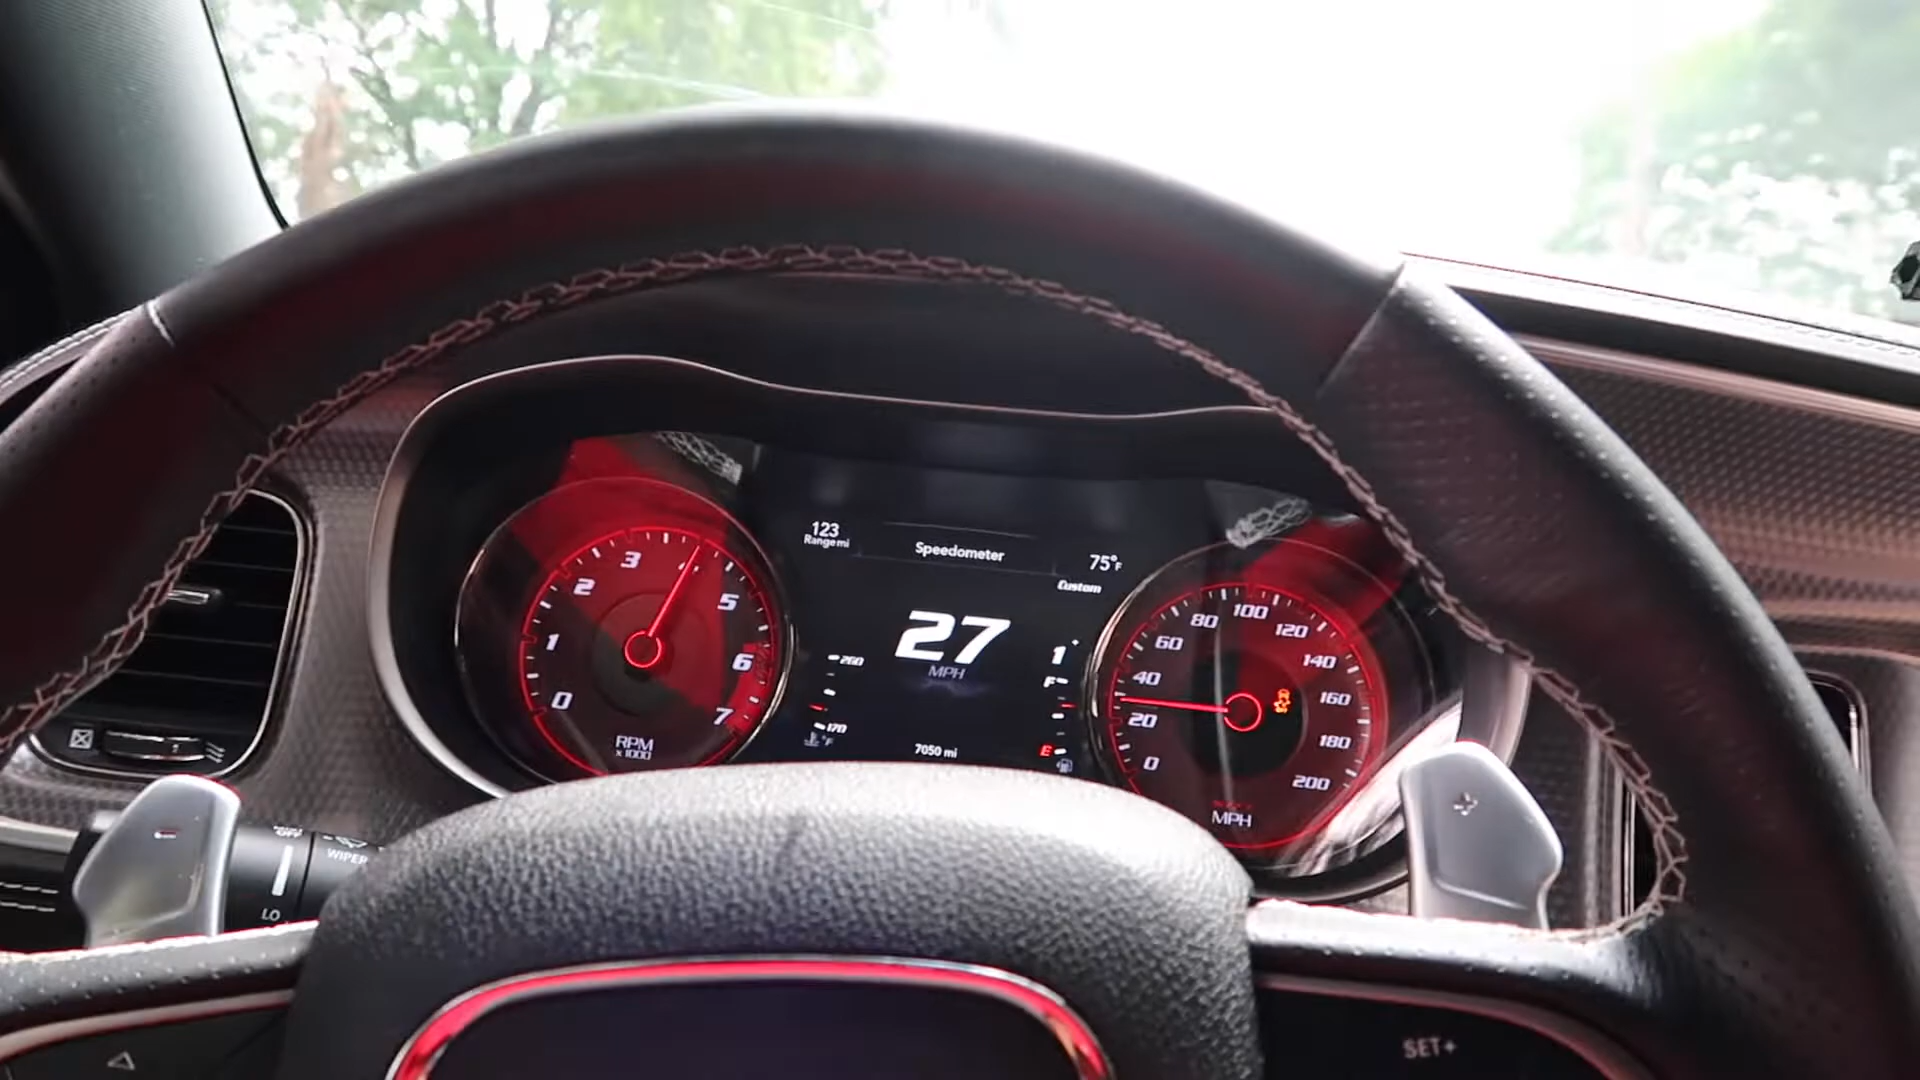 123
Range mi
Speedometer
75°F
Custom
27
MPH
260
170
°F
7050 mi
1
F
E
0
1
2
3
4
5
6
7
RPM
x 1000
0
20
40
60
80
100
120
140
160
180
200
MPH
OFF
WIPER
LO
SET+